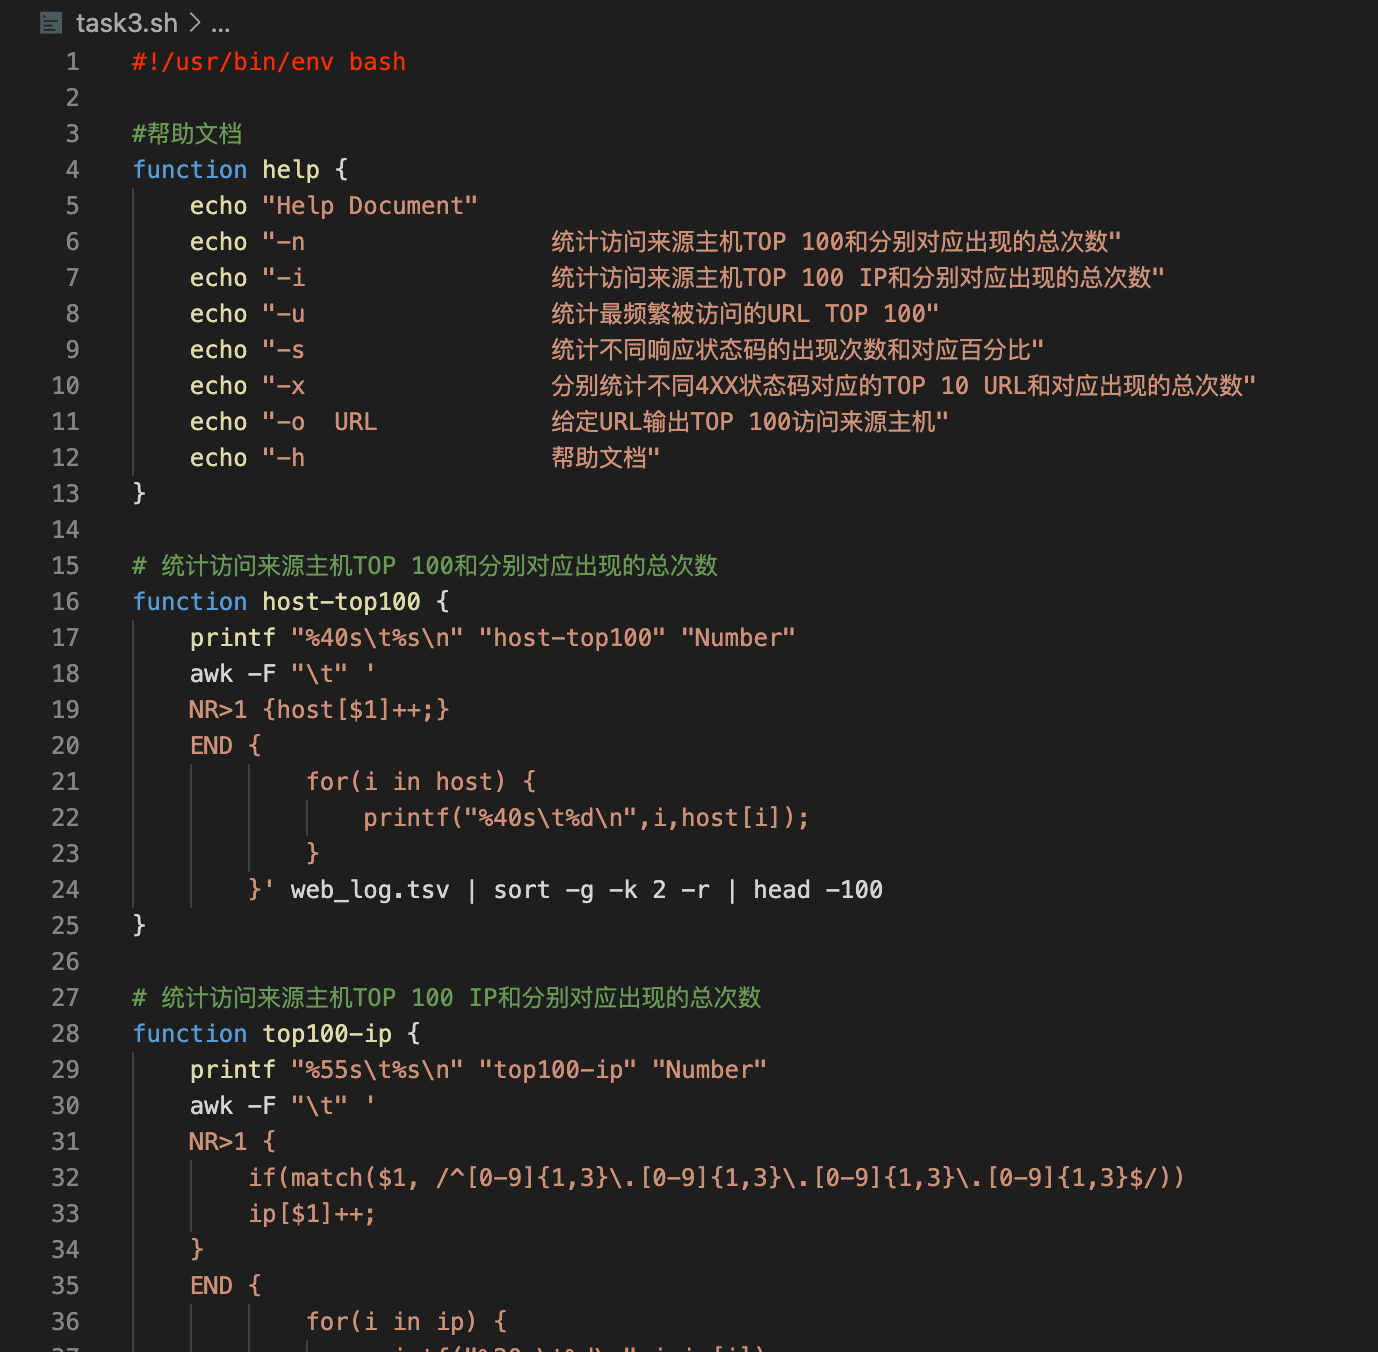 task3.sh > ...
1 #!/usr/bin/env bash
2
3 #帮助文档
4 function help {
5 echo "Help Document"
6 echo "-n 统计访问来源主机TOP 100和分别对应出现的总次数"
7 echo "-i 统计访问来源主机TOP 100 IP和分别对应出现的总次数"
8 echo "-u 统计最频繁被访问的URL TOP 100"
9 echo "-s 统计不同响应状态码的出现次数和对应百分比"
10 echo "-x 分别统计不同4XX状态码对应的TOP 10 URL和对应出现的总次数"
11 echo "-o URL 给定URL输出TOP 100访问来源主机"
12 echo "-h 帮助文档"
13 }
14
15 # 统计访问来源主机TOP 100和分别对应出现的总次数
16 function host-top100 {
17 printf "%40s\t%s\n" "host-top100" "Number"
18 awk -F "\t" '
19 NR>1 {host[$1]++;}
20 END {
21 for(i in host) {
22 printf("%40s\t%d\n",i,host[i]);
23 }
24 }' web_log.tsv | sort -g -k 2 -r | head -100
25 }
26
27 # 统计访问来源主机TOP 100 IP和分别对应出现的总次数
28 function top100-ip {
29 printf "%55s\t%s\n" "top100-ip" "Number"
30 awk -F "\t" '
31 NR>1 {
32 if(match($1, /^[0-9]{1,3}\.[0-9]{1,3}\.[0-9]{1,3}\.[0-9]{1,3}$/))
33 ip[$1]++;
34 }
35 END {
36 for(i in ip) {